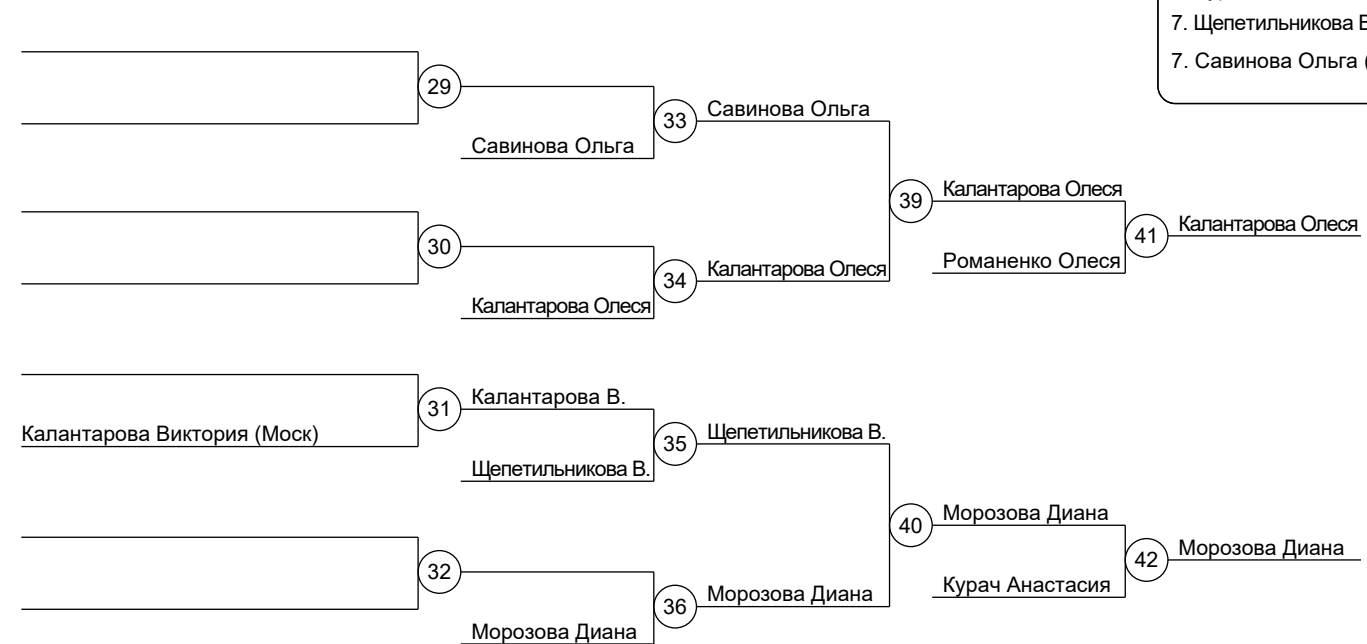 7. Щепетильникова В
7. Савинова Ольга (
29
Савинова Ольга
33
Савинова Ольга
30
Калантарова Олеся
34
Калантарова Олеся
39
Калантарова Олеся
Романенко Олеся
41
Калантарова Олеся
Калантарова Виктория (Моск)
31
Калантарова В.
Щепетильникова В.
35
Щепетильникова В.
32
Морозова Диана
36
Морозова Диана
40
Морозова Диана
Курач Анастасия
42
Морозова Диана